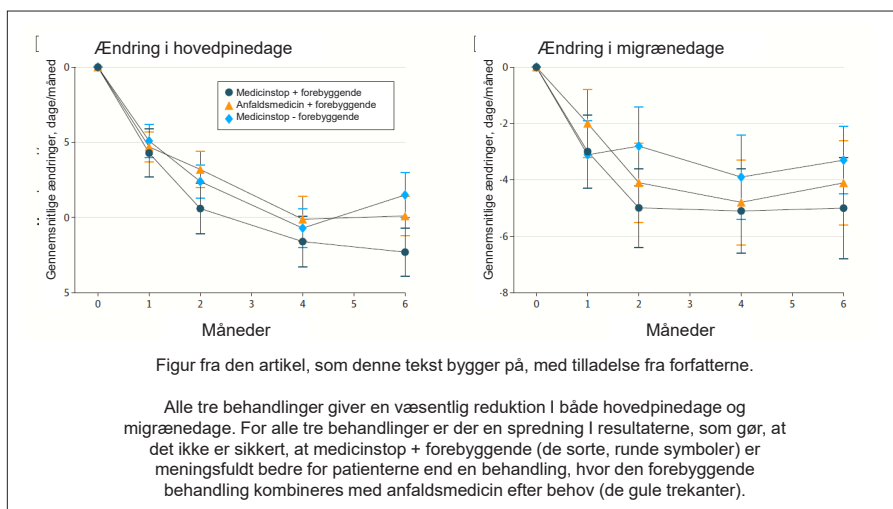 Ændring i hovedpinedage
0
5
0
5
Gennemsnitlige ændringer, dage/måned
Medicinstop + forebyggende
Anfaldsmedicin + forebyggende
Medicinstop - forebyggende
0
1
2
3
4
5
6
Måneder
Ændring i migrænedage
0
-2
-4
-6
-8
Gennemsnitlige ændringer, dage/måned
0
1
2
3
4
5
6
Måneder
Figur fra den artikel, som denne tekst bygger på, med tilladelse fra forfatterne.
Alle tre behandlinger giver en væsentlig reduktion I både hovedpinedage og
migrænedage. For alle tre behandlinger er der en spredning I resultaterne, som gør, at
det ikke er sikkert, at medicinstop + forebyggende (de sorte, runde symboler) er
meningsfuldt bedre for patienterne end en behandling, hvor den forebyggende
behandling kombineres med anfaldsmedicin efter behov (de gule trekanter).